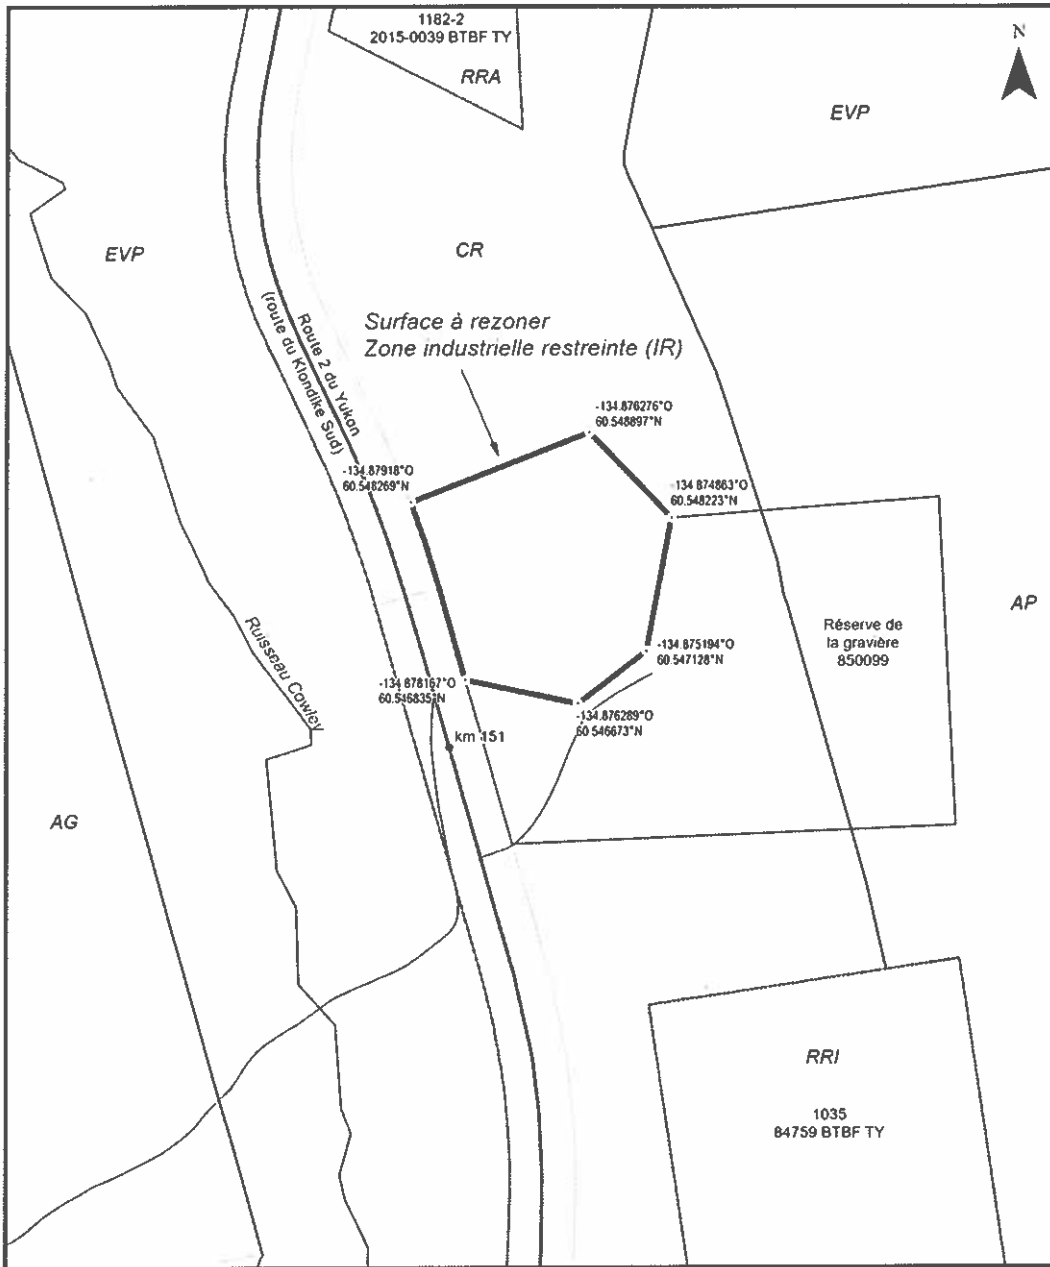 1182-2
2015-0039 BTBF TY
RRA
N
EVP
EVP
CR
Surface à rezoner
Zone industrielle restreinte (IR)
Route 2 du Yukon
(route du Klondike Sud)
-134.876276°O
60.548897°N
-134.87918°O
60.548269°N
-134 874863°O
60.548223°N
AP
Réserve de
la gravière
850099
Ruisseau Cowley
-134.875194°O
60.547128°N
-134 878167°O
60.546835°N
-134.876289°O
60 546673°N
km 151
AG
RRI
1035
84759 BTBF TY